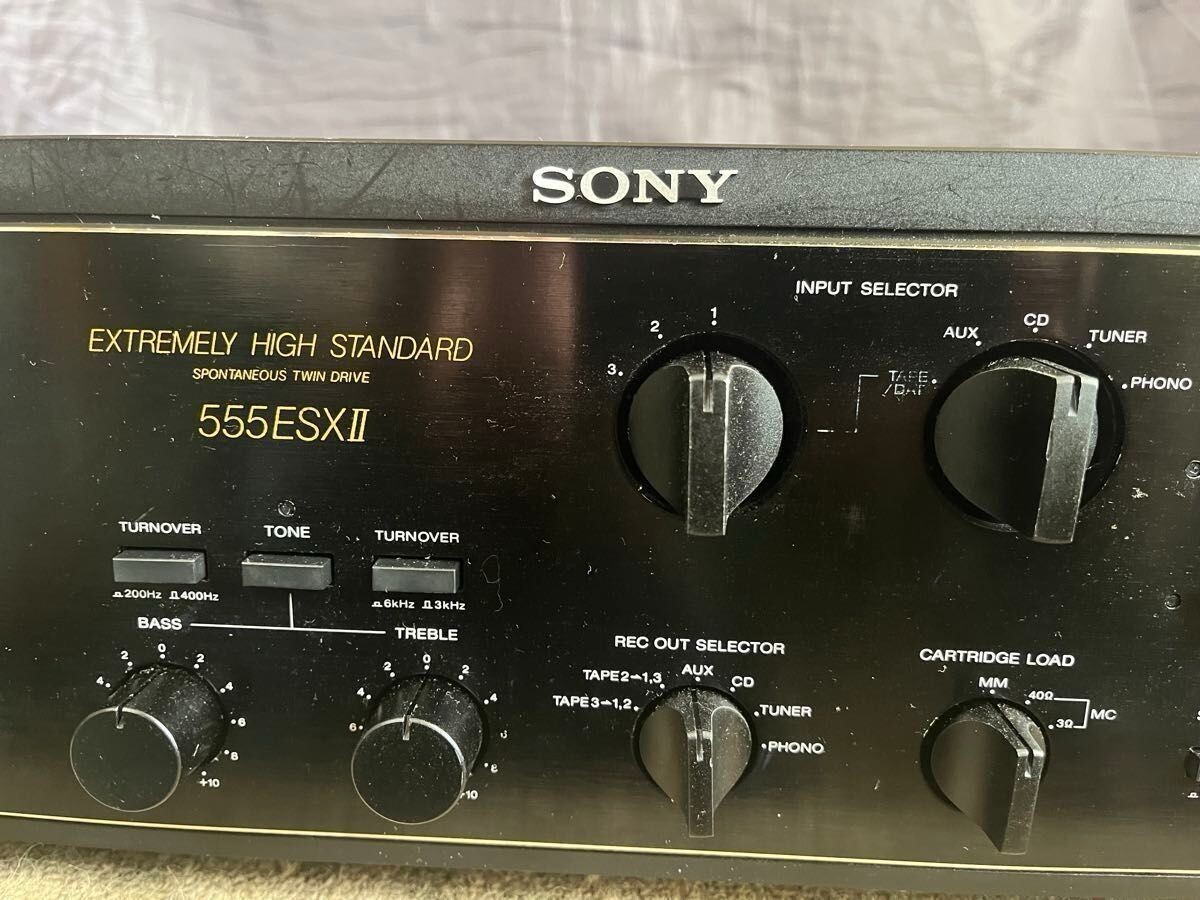 SONY
EXTREMELY HIGH STANDARD
SPONTANEOUS TWIN DRIVE
555ESXII
INPUT SELECTOR
3 2 1
TAPE
/DAT
AUX CD TUNER PHONO
TURNOVER TONE TURNOVER
200Hz 400Hz
6kHz 3kHz
BASS TREBLE
4 2 0 2 4 6 8 +10
6 4 2 0 2 4 8 10
REC OUT SELECTOR
TAPE3→1,2 TAPE2→1,3 AUX CD TUNER PHONO
CARTRIDGE LOAD
MM 40Ω 3Ω MC